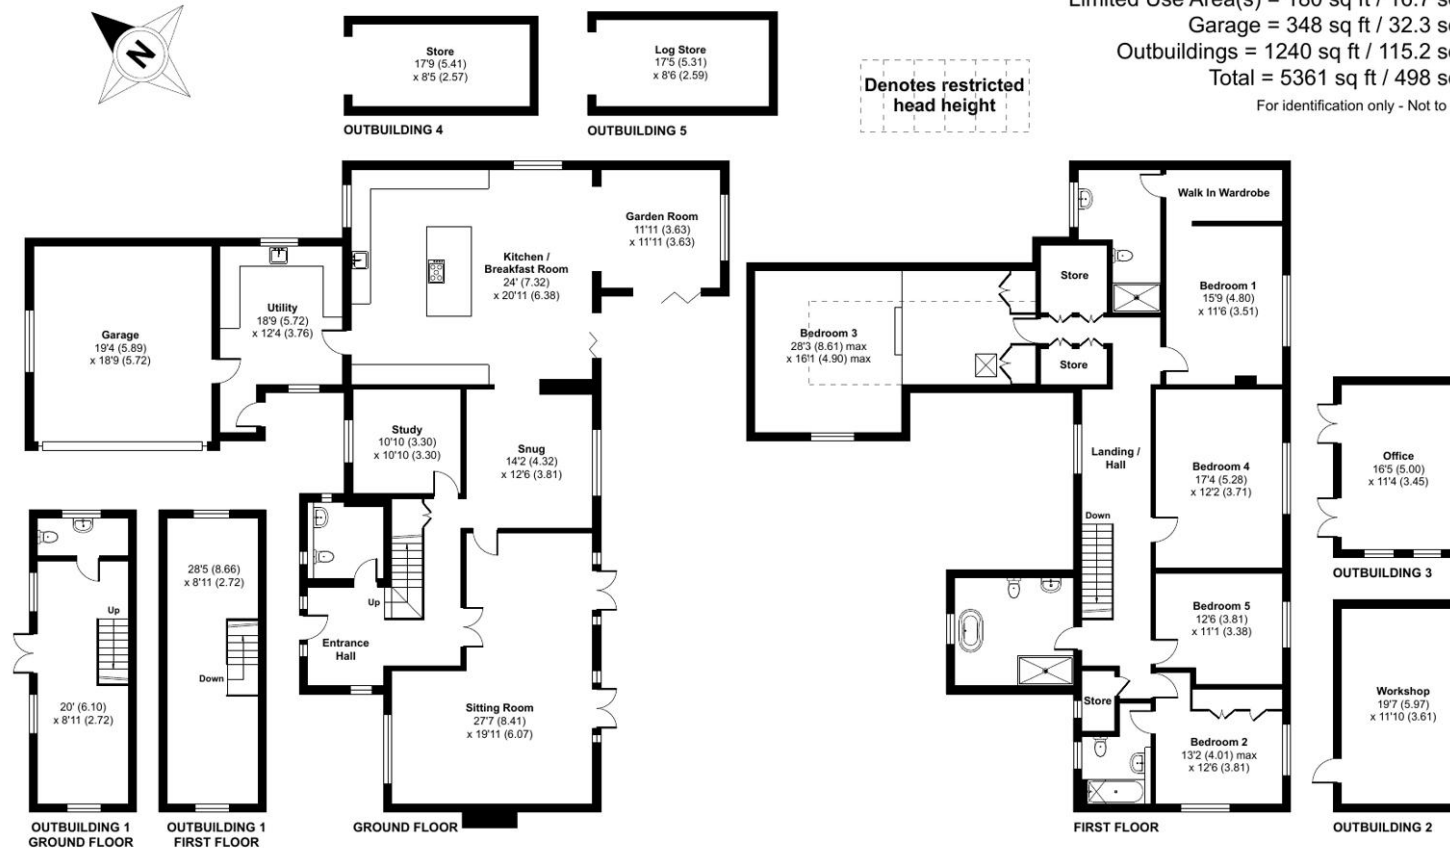 Limited Use Area(s) = 180 sq ft / 16.7 sq
Garage = 348 sq ft / 32.3 sq
Outbuildings = 1240 sq ft / 115.2 sq
Total = 5361 sq ft / 498 sq
For identification only - Not to
N
Store
17'9 (5.41)
x 8'5 (2.57)
OUTBUILDING 4
Log Store
17'5 (5.31)
x 8'6 (2.59)
OUTBUILDING 5
Denotes restricted
head height
Garage
19'4 (5.89)
x 18'9 (5.72)
Utility
18'9 (5.72)
x 12'4 (3.76)
Kitchen /
Breakfast Room
24' (7.32)
x 20'11 (6.38)
Garden Room
11'11 (3.63)
x 11'11 (3.63)
Study
10'10 (3.30)
x 10'10 (3.30)
Snug
14'2 (4.32)
x 12'6 (3.81)
Up
Entrance
Hall
Sitting Room
27'7 (8.41)
x 19'11 (6.07)
GROUND FLOOR
Up
20' (6.10)
x 8'11 (2.72)
OUTBUILDING 1
GROUND FLOOR
28'5 (8.66)
x 8'11 (2.72)
Down
OUTBUILDING 1
FIRST FLOOR
Walk In Wardrobe
Store
Bedroom 1
15'9 (4.80)
x 11'6 (3.51)
Bedroom 3
28'3 (8.61) max
x 16'1 (4.90) max
Store
Landing /
Hall
Bedroom 4
17'4 (5.28)
x 12'2 (3.71)
Down
Bedroom 5
12'6 (3.81)
x 11'1 (3.38)
Store
Bedroom 2
13'2 (4.01) max
x 12'6 (3.81)
FIRST FLOOR
Office
16'5 (5.00)
x 11'4 (3.45)
OUTBUILDING 3
Workshop
19'7 (5.97)
x 11'10 (3.61)
OUTBUILDING 2